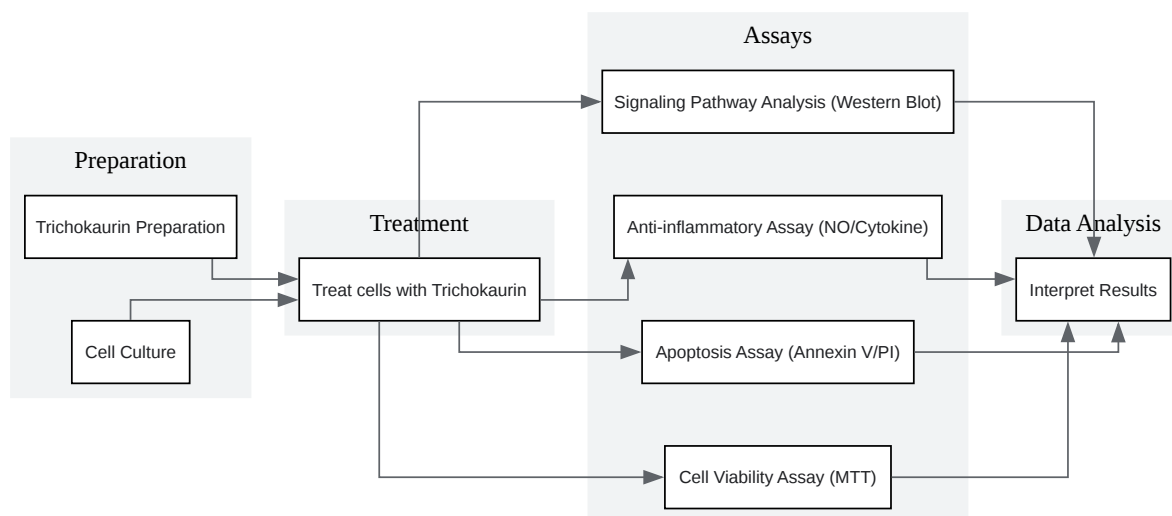 Preparation
Trichokaurin Preparation
Cell Culture
Treatment
Treat cells with Trichokaurin
Assays
Signaling Pathway Analysis (Western Blot)
Anti-inflammatory Assay (NO/Cytokine)
Apoptosis Assay (Annexin V/PI)
Cell Viability Assay (MTT)
Data Analysis
Interpret Results